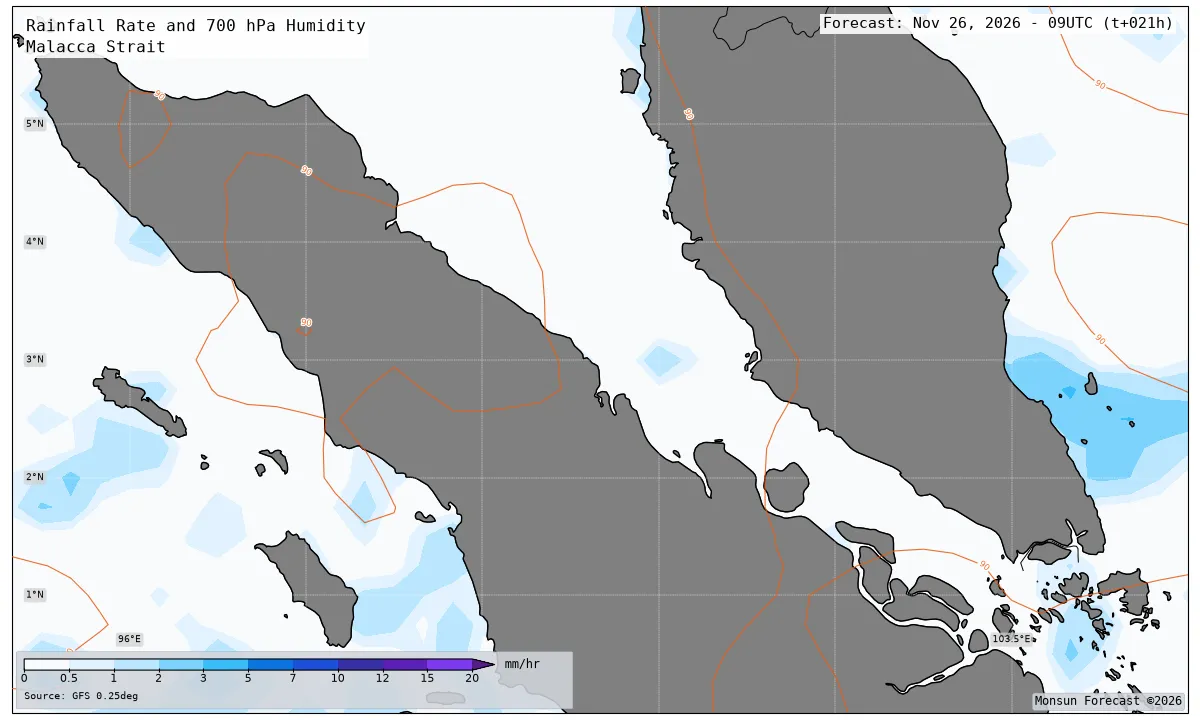 Rainfall Rate and 700 hPa Humidity
Malacca Strait
Forecast: Nov 26, 2026 - 09UTC (t+021h)
90
90
90
90
90
90
90
5°N
4°N
3°N
2°N
1°N
96°E
103.5°E
0 0.5 1 2 3 5 7 10 12 15 20 mm/hr
Source: GFS 0.25deg
Monsun Forecast ©2026